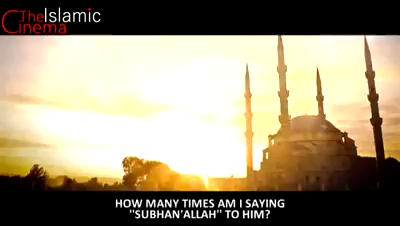 The Islamic
Cinema
HOW MANY TIMES AM I SAYING
"SUBHAN'ALLAH" TO HIM?